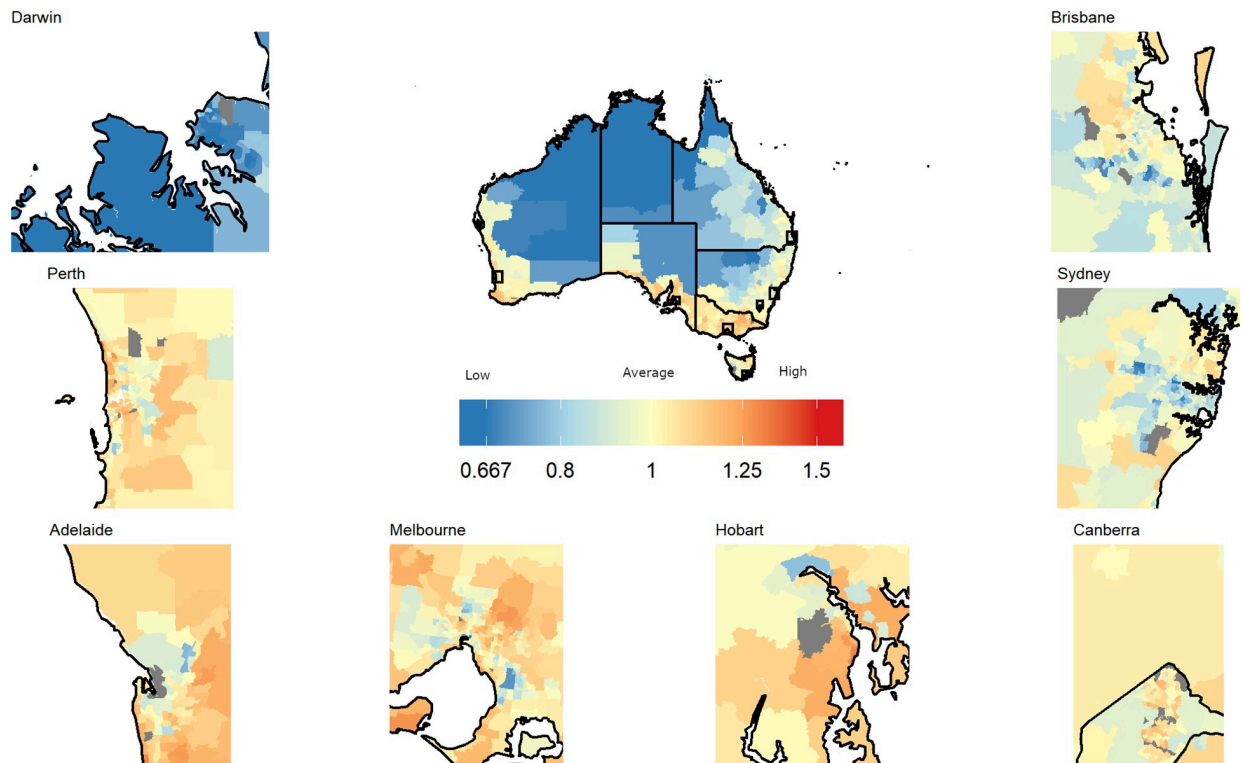 Darwin
Brisbane
Perth
Sydney
Low Average High
0.667 0.8 1 1.25 1.5
Adelaide
Melbourne
Hobart
Canberra